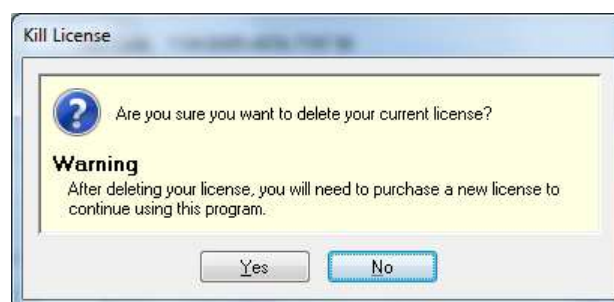 Kill License
Are you sure you want to delete your current license?
Warning
After deleting your license, you will need to purchase a new license to
continue using this program.
Yes
No